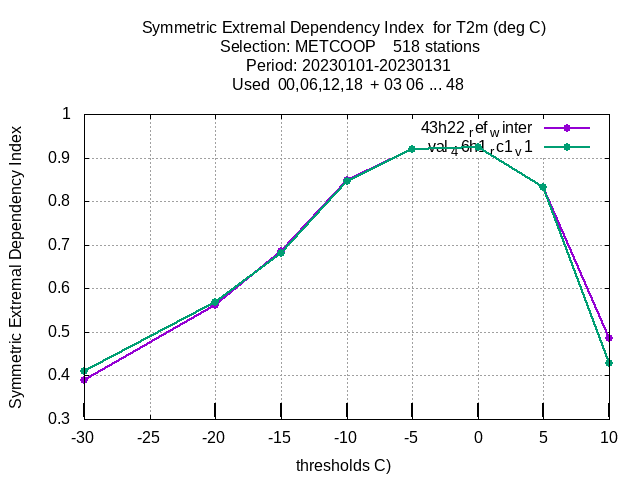 Symmetric Extremal Dependency Index  for T2m (deg C)
Selection: METCOOP    518 stations
Period: 20230101-20230131
Used  00,06,12,18  + 03 06 ... 48
Symmetric Extremal Dependency Index
1
0.9
0.8
0.7
0.6
0.5
0.4
0.3
43h22 ref winter
val 46h1 rc1 v1
-30 -25 -20 -15 -10 -5 0 5 10
thresholds C)